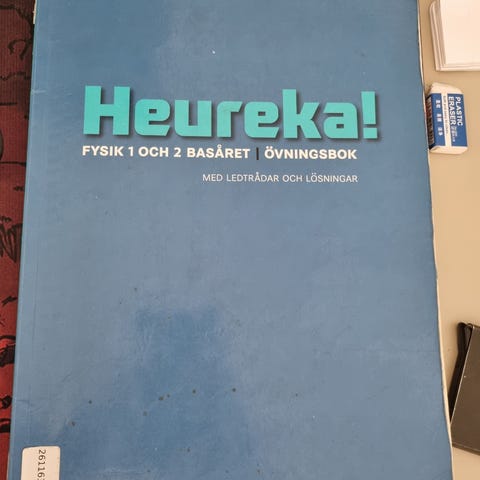 Heureka!
FYSIK 1 OCH 2 BASÅRET | ÖVNINGSBOK
MED LEDTRÅDAR OCH LÖSNINGAR
PLASTIC
ERASER